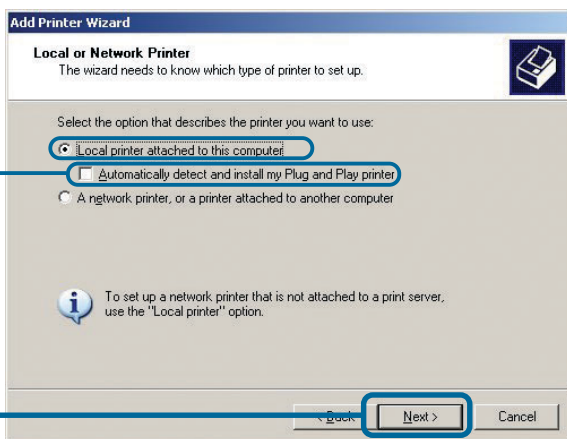 Add Printer Wizard
Local or Network Printer
The wizard needs to know which type of printer to set up.
Select the option that describes the printer you want to use:
Local printer attached to this computer
Automatically detect and install my Plug and Play printer
A network printer, or a printer attached to another computer
To set up a network printer that is not attached to a print server,
use the "Local printer" option.
< Back Next > Cancel